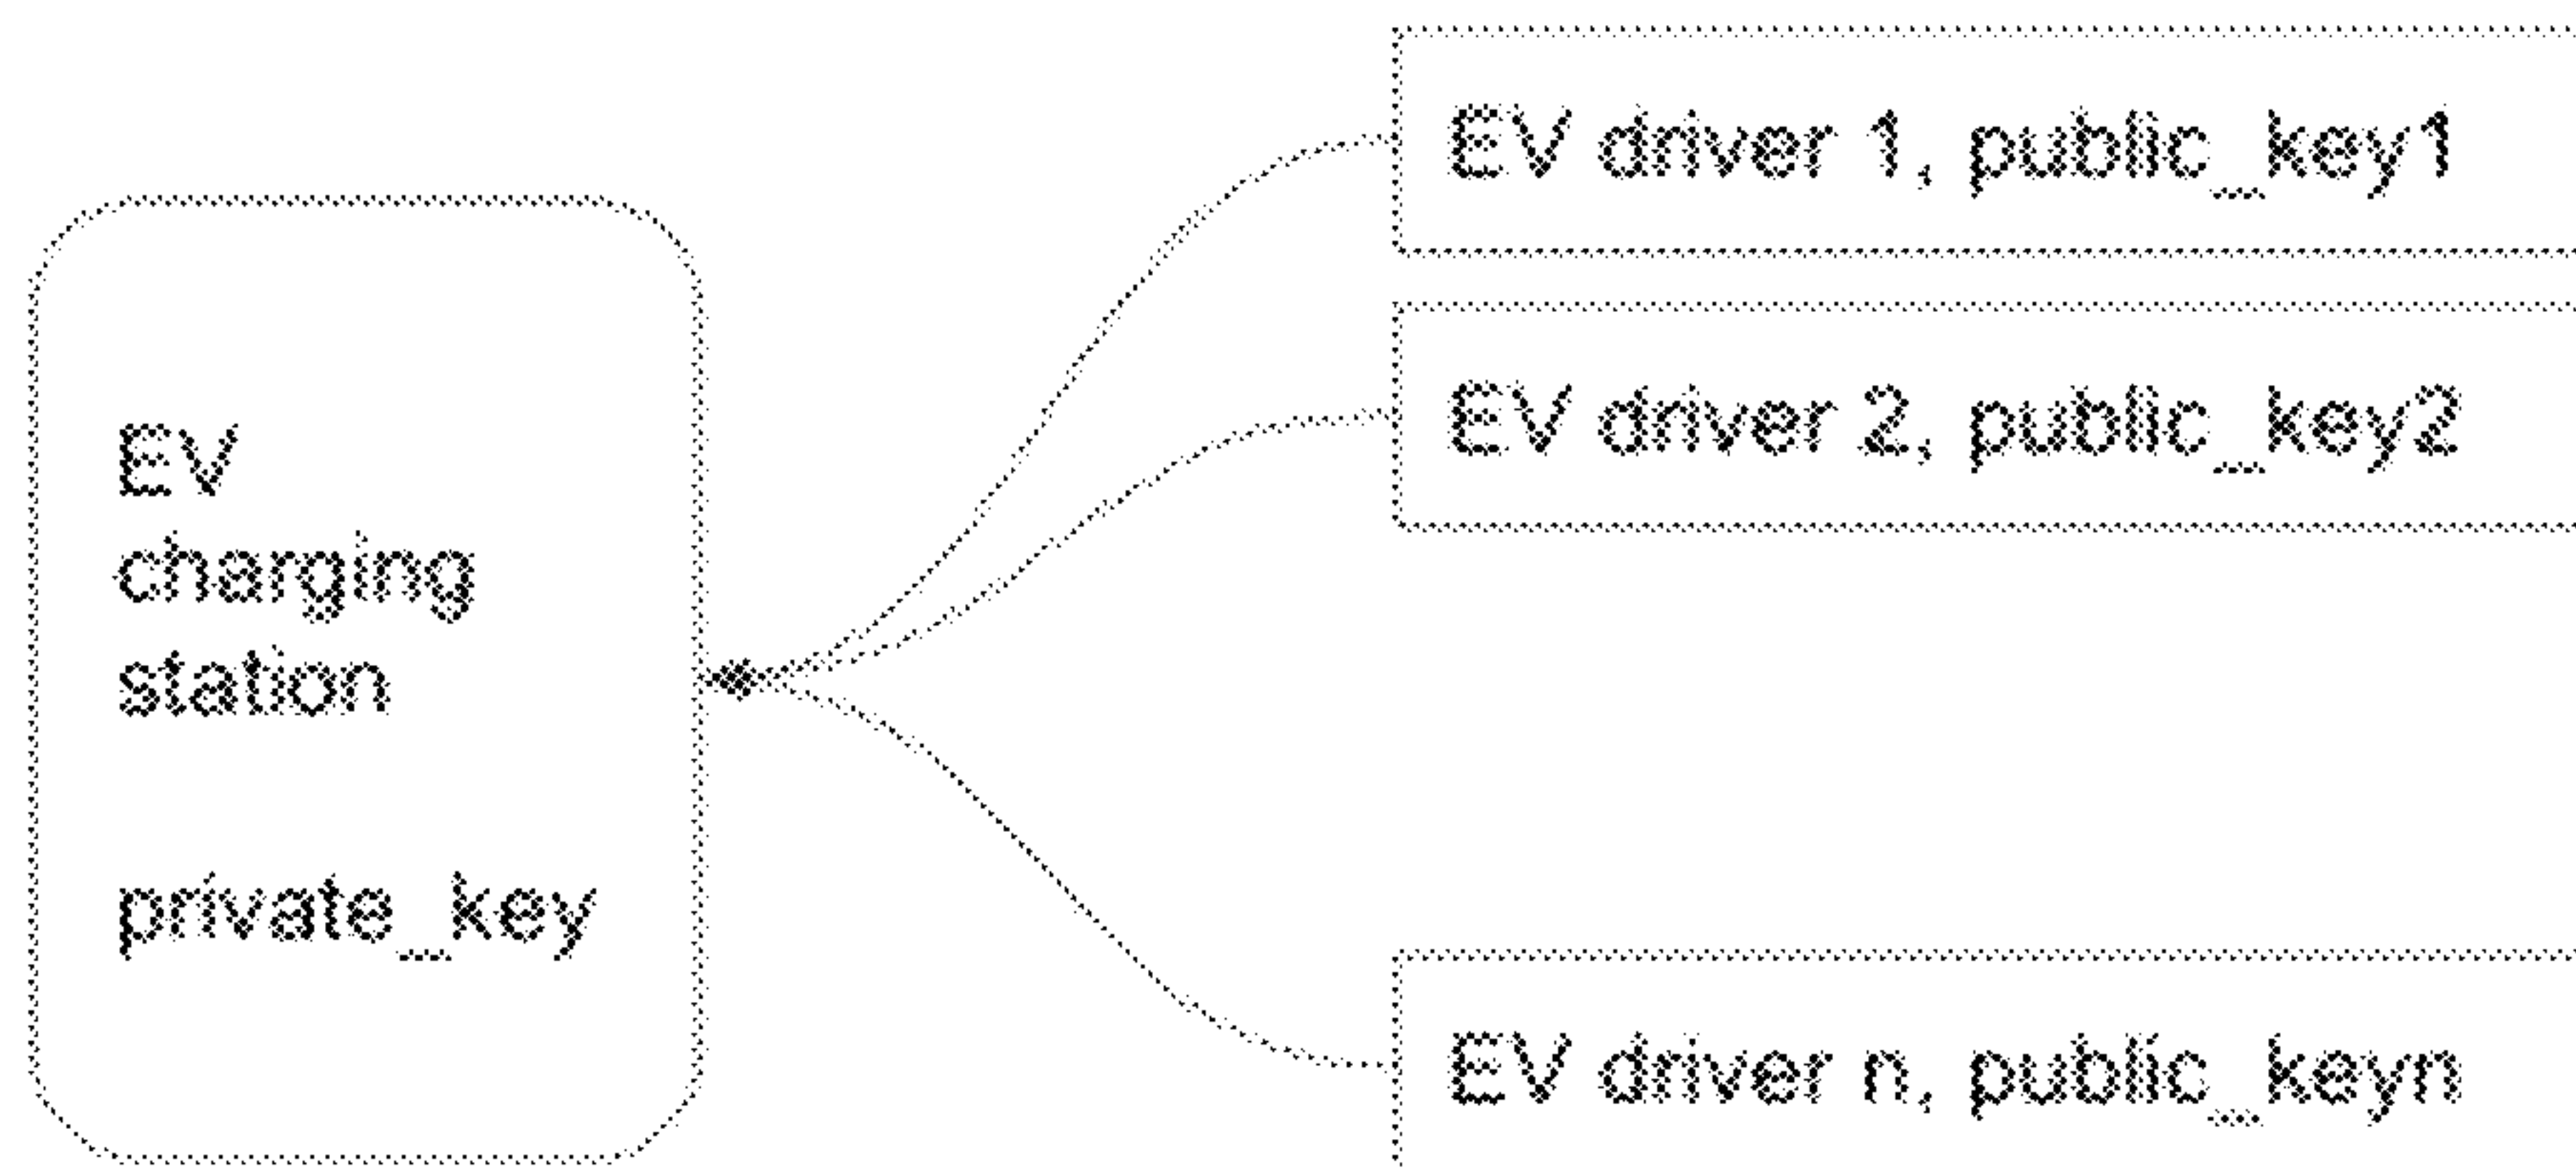 EV
charging
station
private_key
EV driver 1, public_key1
EV driver 2, public_key2
EV driver n, public_keyn